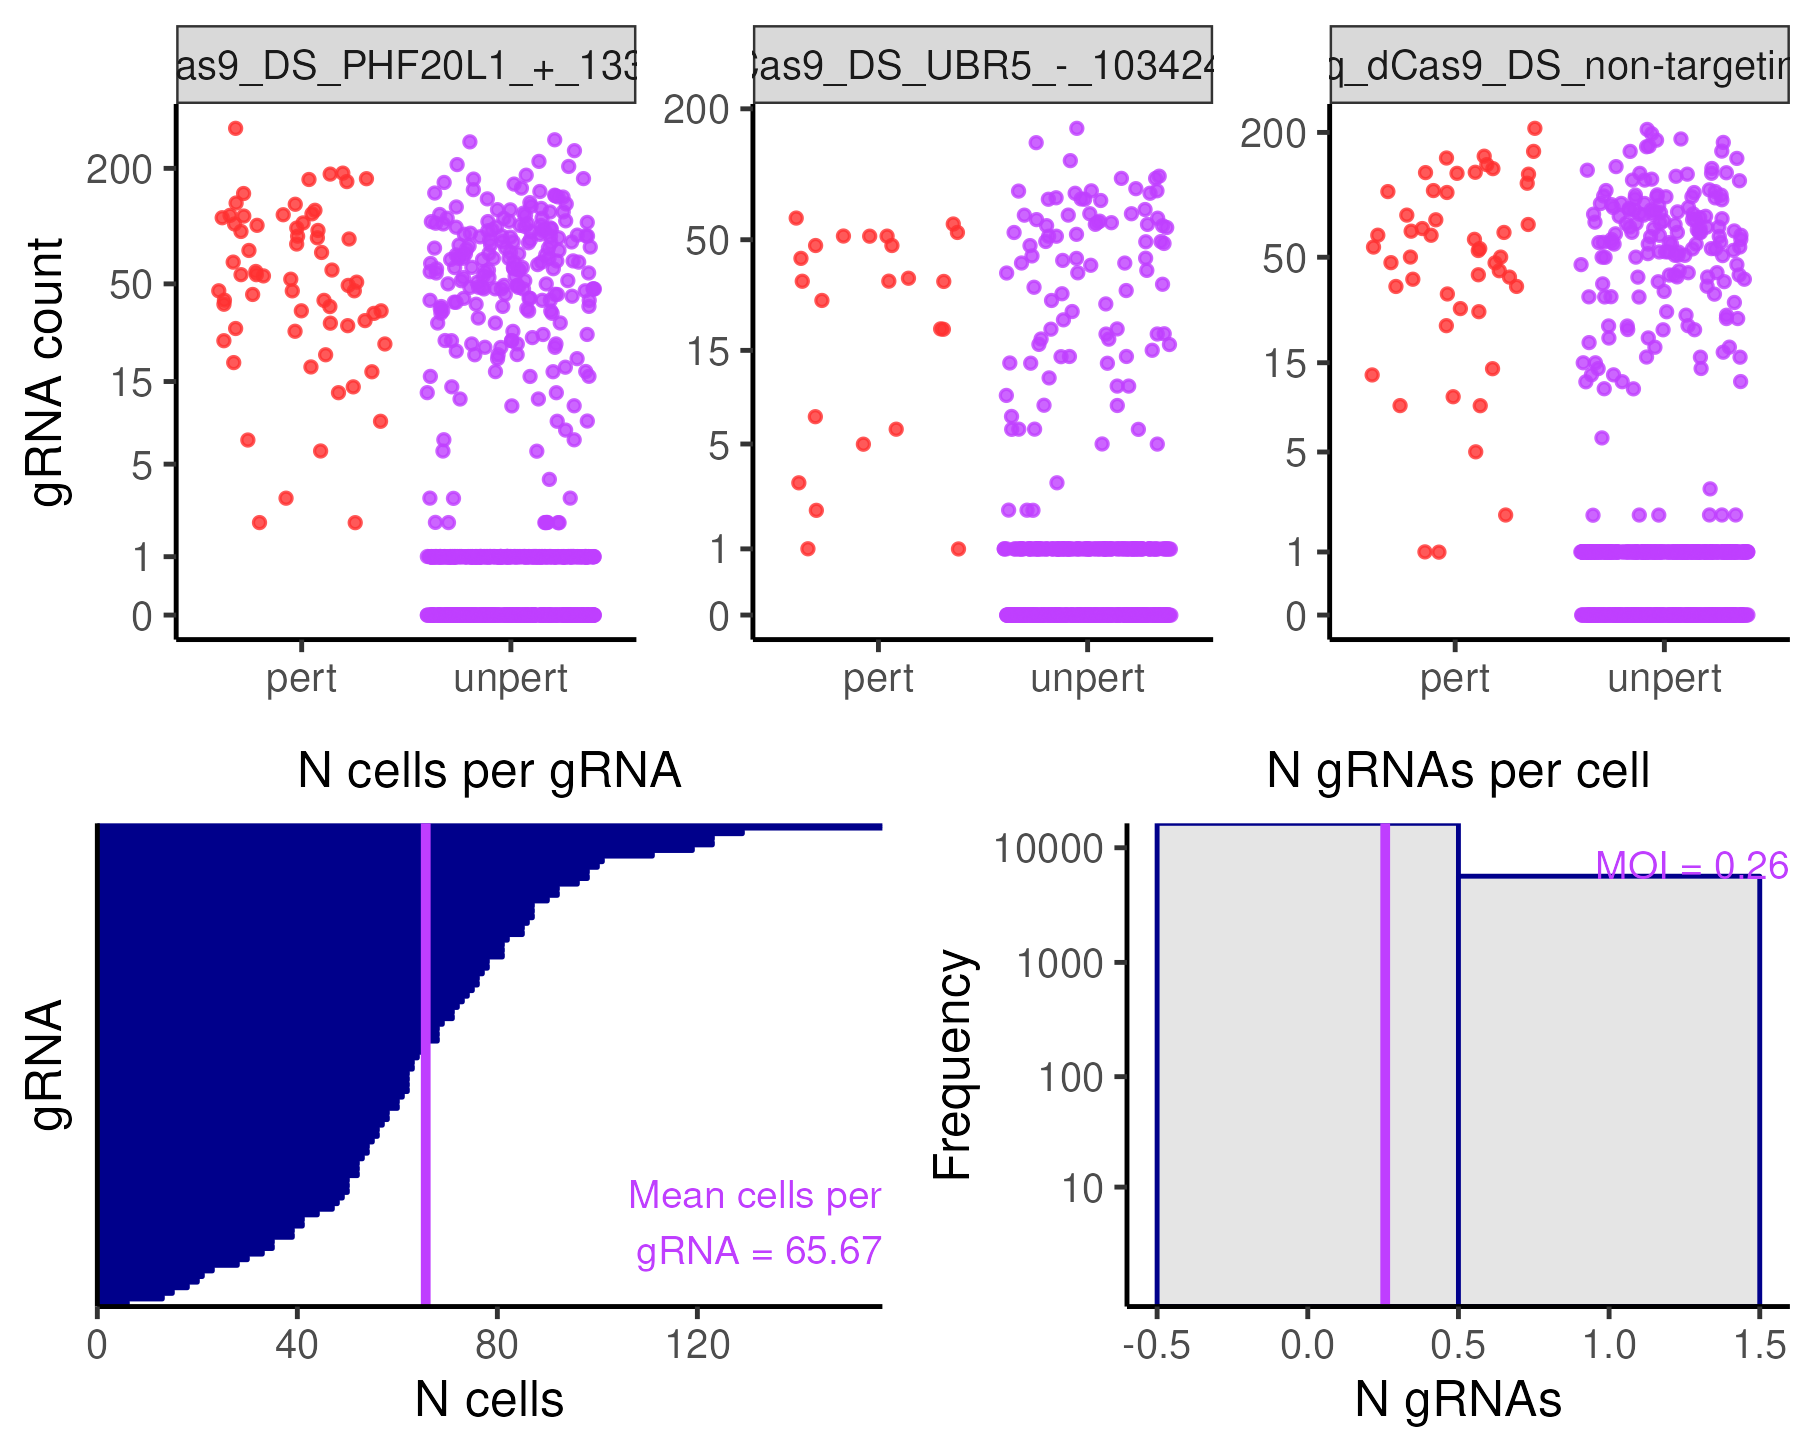 as9_DS_PHF20L1_+_133
Cas9_DS_UBR5_-_103424
q_dCas9_DS_non-targetin
gRNA count
200
50
15
5
1
0
200
50
15
5
1
0
200
50
15
5
1
0
pert
unpert
pert
unpert
pert
unpert
N cells per gRNA
gRNA
Mean cells per
gRNA = 65.67
0
40
80
120
N cells
N gRNAs per cell
Frequency
10000
1000
100
10
MOI = 0.26
-0.5
0.0
0.5
1.0
1.5
N gRNAs